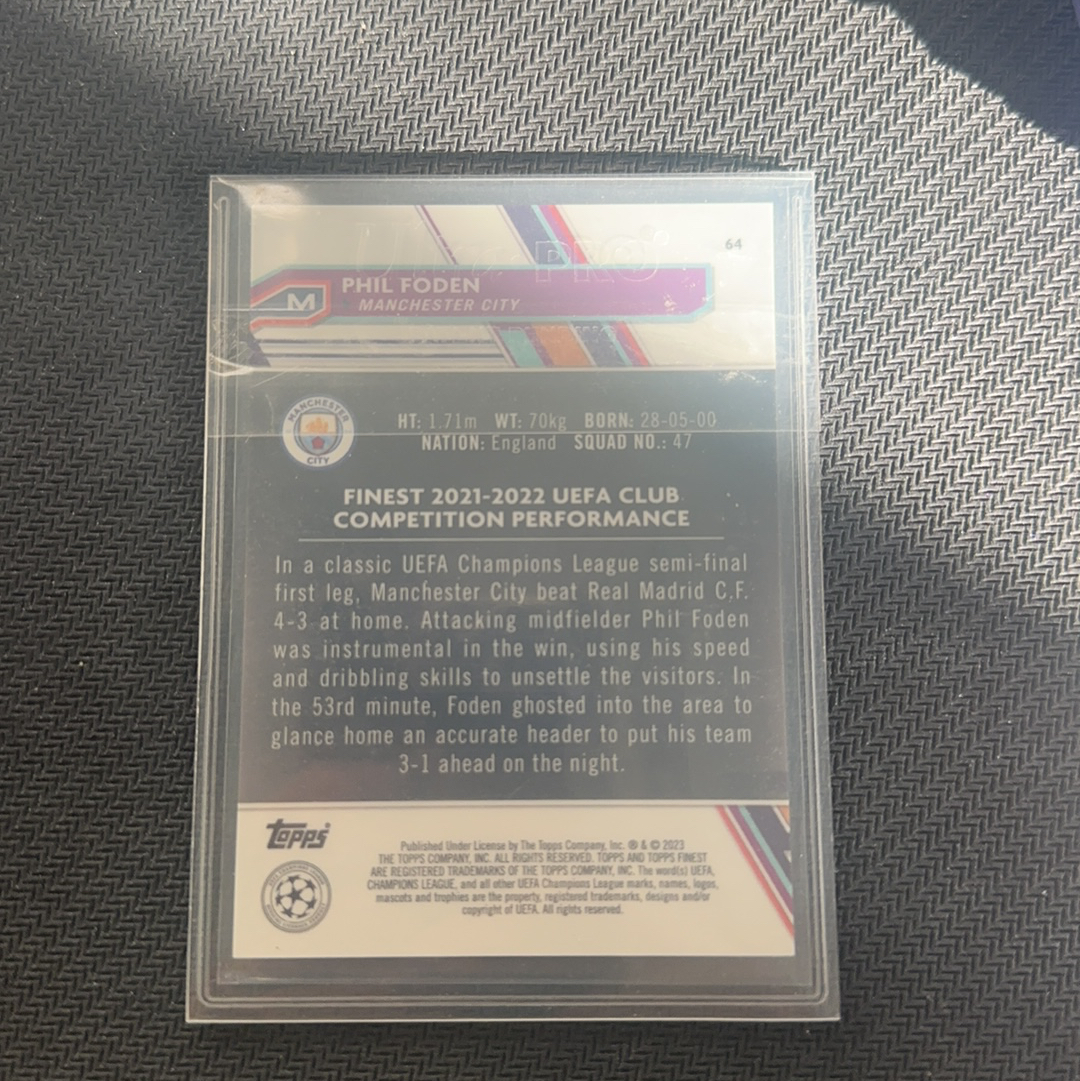 Ultra PRO
64
M
PHIL FODEN
MANCHESTER CITY
MANCHESTER
CITY
HT: 1.71m WT: 70kg BORN: 28-05-00
NATION: England SQUAD NO.: 47
FINEST 2021-2022 UEFA CLUB
COMPETITION PERFORMANCE
In a classic UEFA Champions League semi-final
first leg, Manchester City beat Real Madrid C.F.
4-3 at home. Attacking midfielder Phil Foden
was instrumental in the win, using his speed
and dribbling skills to unsettle the visitors. In
the 53rd minute, Foden ghosted into the area to
glance home an accurate header to put his team
3-1 ahead on the night.
Topps
Published Under License by The Topps Company, Inc. ® & © 2023
THE TOPPS COMPANY, INC. ALL RIGHTS RESERVED. TOPPS AND TOPPS FINEST
ARE REGISTERED TRADEMARKS OF THE TOPPS COMPANY, INC. The word(s) UEFA,
CHAMPIONS LEAGUE, and all other UEFA Champions League marks, names, logos,
mascots and trophies are the property, registered trademarks, designs and/or
copyright of UEFA. All rights reserved.